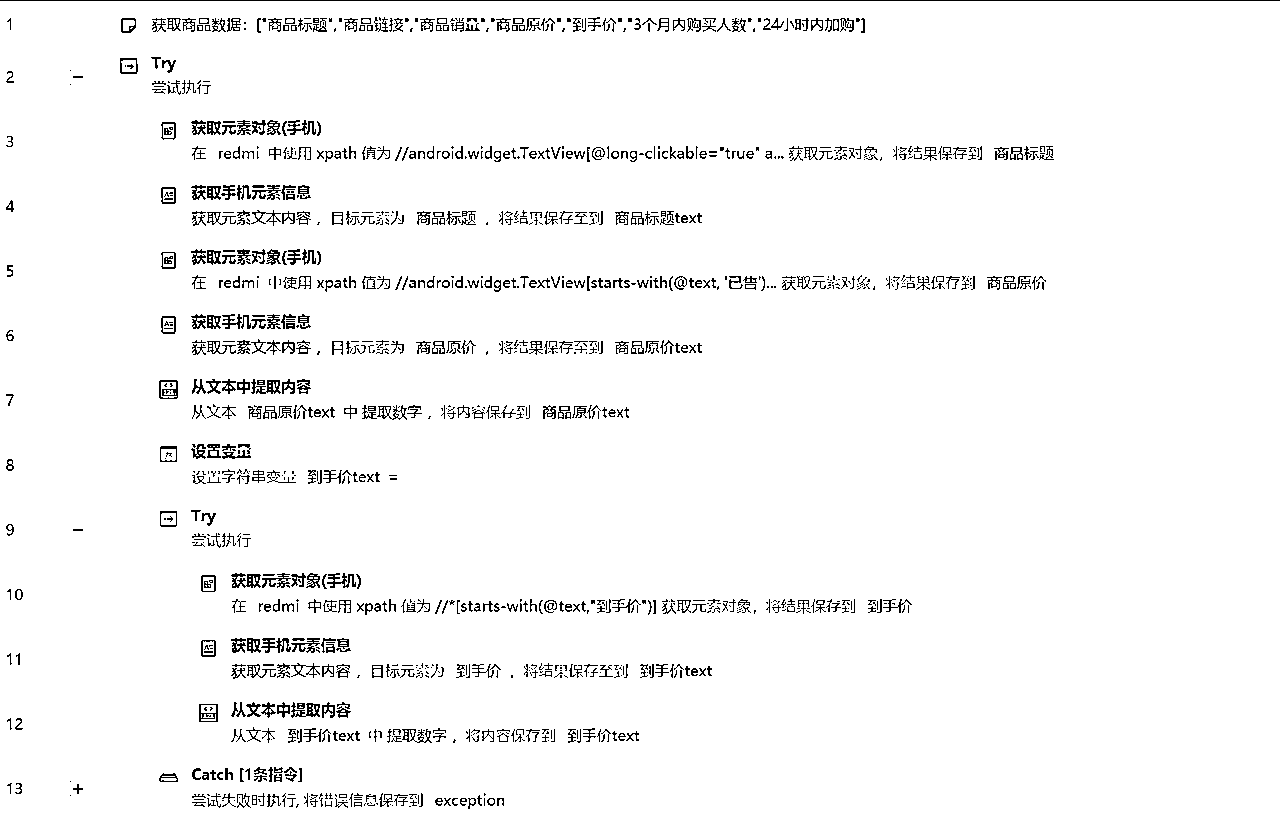 1 获取商品数据：["商品标题","商品链接","商品销量","商品原价","到手价","3个月内购买人数","24小时内加购"]
2 − Try
尝试执行
3 获取元素对象(手机)
在 redmi 中使用 xpath 值为 //android.widget.TextView[@long-clickable="true" a... 获取元素对象，将结果保存到 商品标题
4 获取手机元素信息
获取元素文本内容，目标元素为 商品标题 ，将结果保存至到 商品标题text
5 获取元素对象(手机)
在 redmi 中使用 xpath 值为 //android.widget.TextView[starts-with(@text, '已售')... 获取元素对象，将结果保存到 商品原价
6 获取手机元素信息
获取元素文本内容，目标元素为 商品原价 ，将结果保存至到 商品原价text
7 从文本中提取内容
从文本 商品原价text 中 提取数字，将内容保存到 商品原价text
8 设置变量
设置字符串变量 到手价text =
9 − Try
尝试执行
10 获取元素对象(手机)
在 redmi 中使用 xpath 值为 //*[starts-with(@text,"到手价")] 获取元素对象，将结果保存到 到手价
11 获取手机元素信息
获取元素文本内容，目标元素为 到手价 ，将结果保存至到 到手价text
12 从文本中提取内容
从文本 到手价text 中 提取数字，将内容保存到 到手价text
13 + Catch [1条指令]
尝试失败时执行, 将错误信息保存到 exception